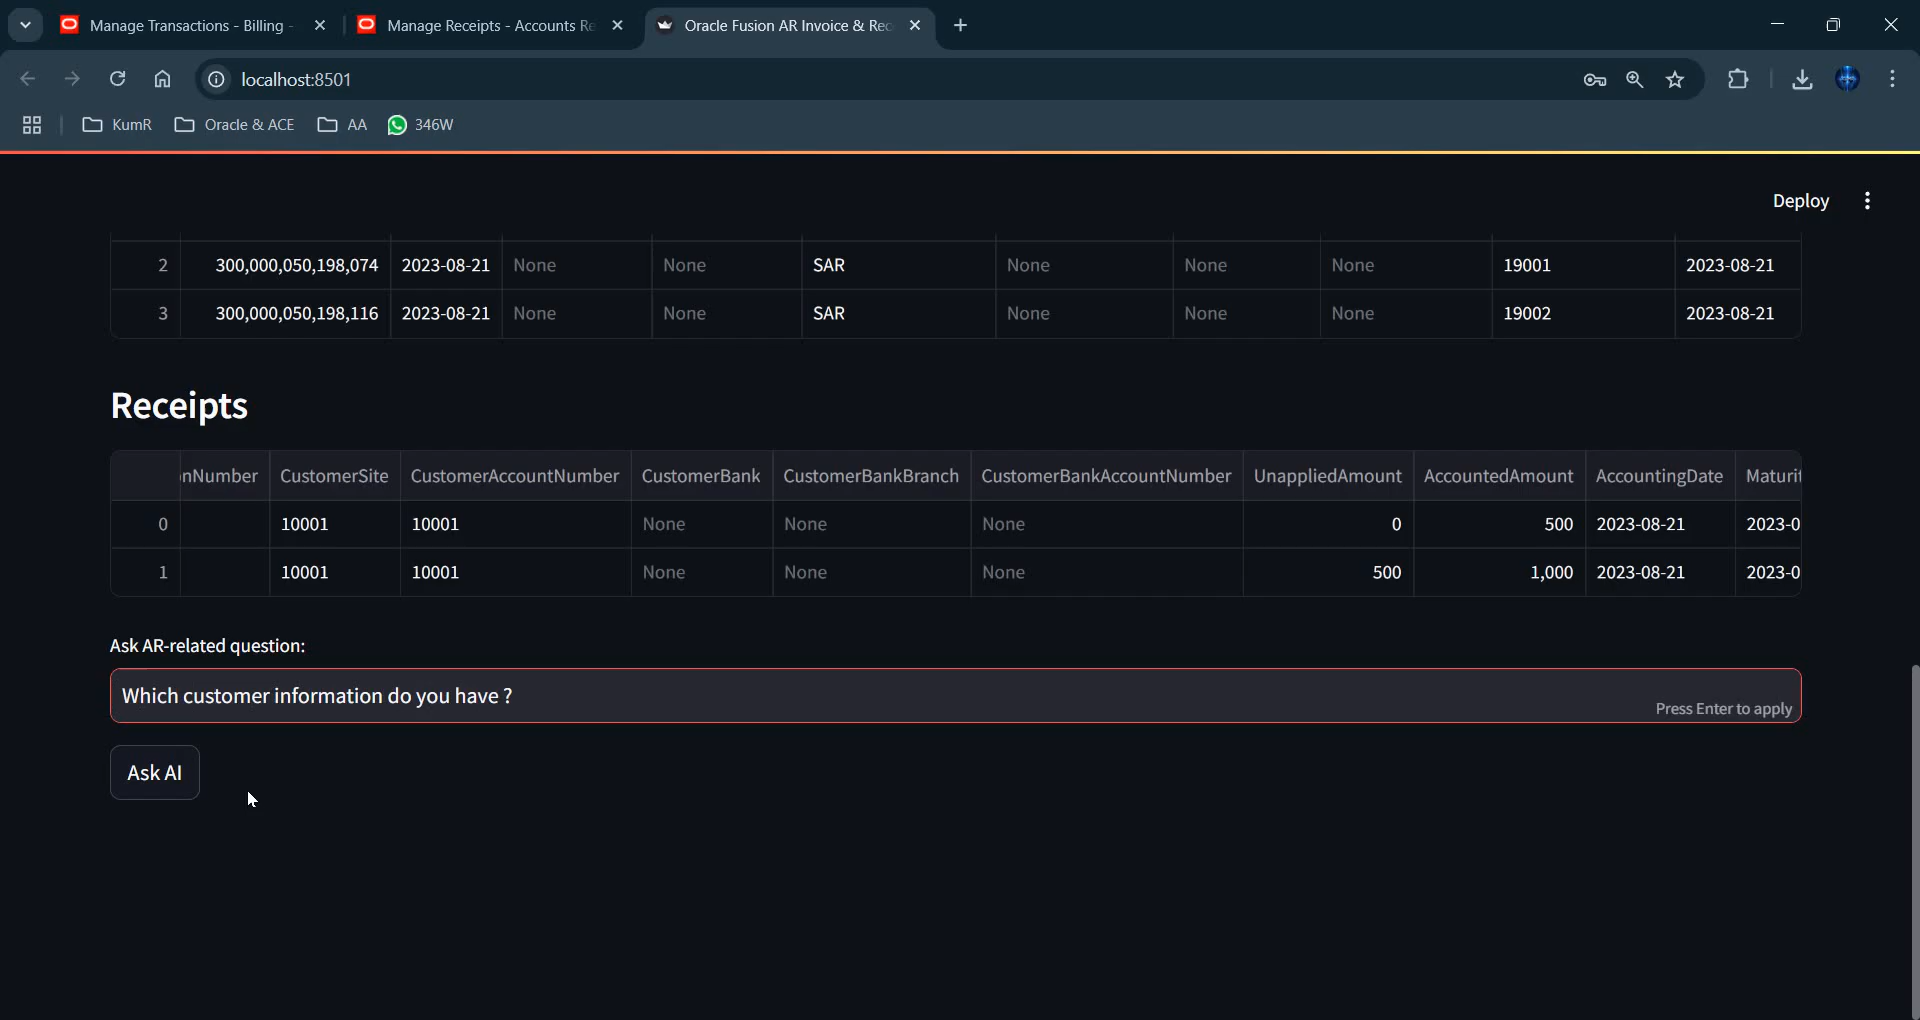 Manage Transactions - Billing -
Manage Receipts - Accounts Re
Oracle Fusion AR Invoice & Rec
localhost:8501
KumR
Oracle & ACE
AA
346W
Deploy
2 300,000,050,198,074 2023-08-21 None None SAR None None None 19001 2023-08-21
3 300,000,050,198,116 2023-08-21 None None SAR None None None 19002 2023-08-21
Receipts
nNumber CustomerSite CustomerAccountNumber CustomerBank CustomerBankBranch CustomerBankAccountNumber UnappliedAmount AccountedAmount AccountingDate Maturit
0 10001 10001 None None None 0 500 2023-08-21 2023-0
1 10001 10001 None None None 500 1,000 2023-08-21 2023-0
Ask AR-related question:
Which customer information do you have ?
Press Enter to apply
Ask AI